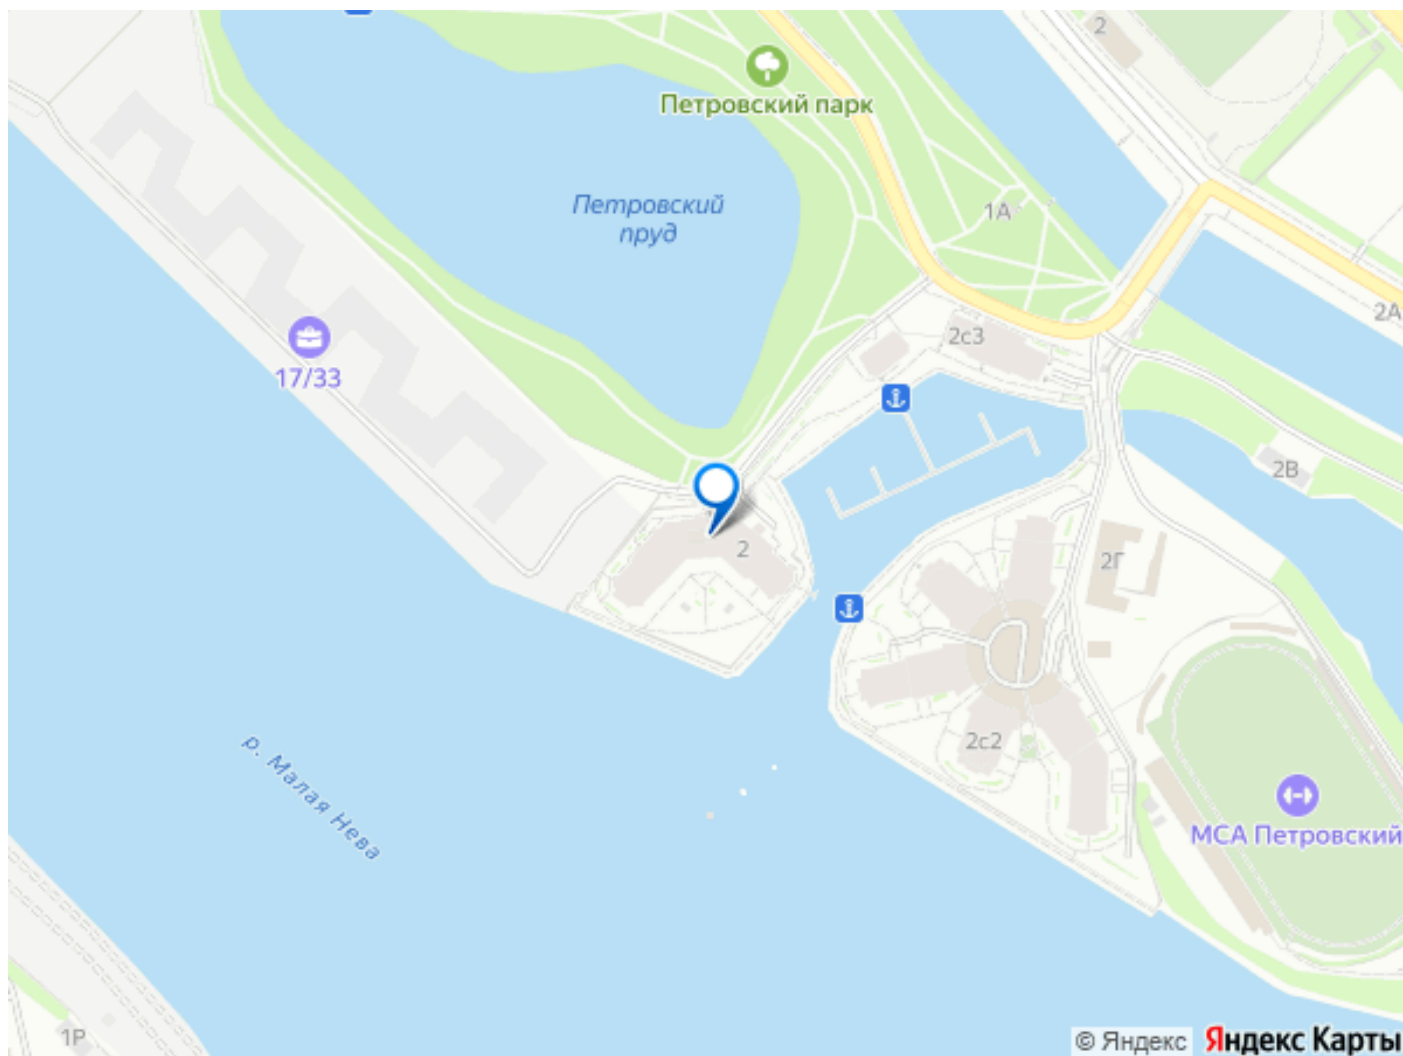 2
Петровский парк
Петровский
пруд
1А
2А
2с3
17/33
2В
2
2Г
2с2
р. Малая Нева
МСА Петровский
1Р
© Яндекс Яндекс Карты